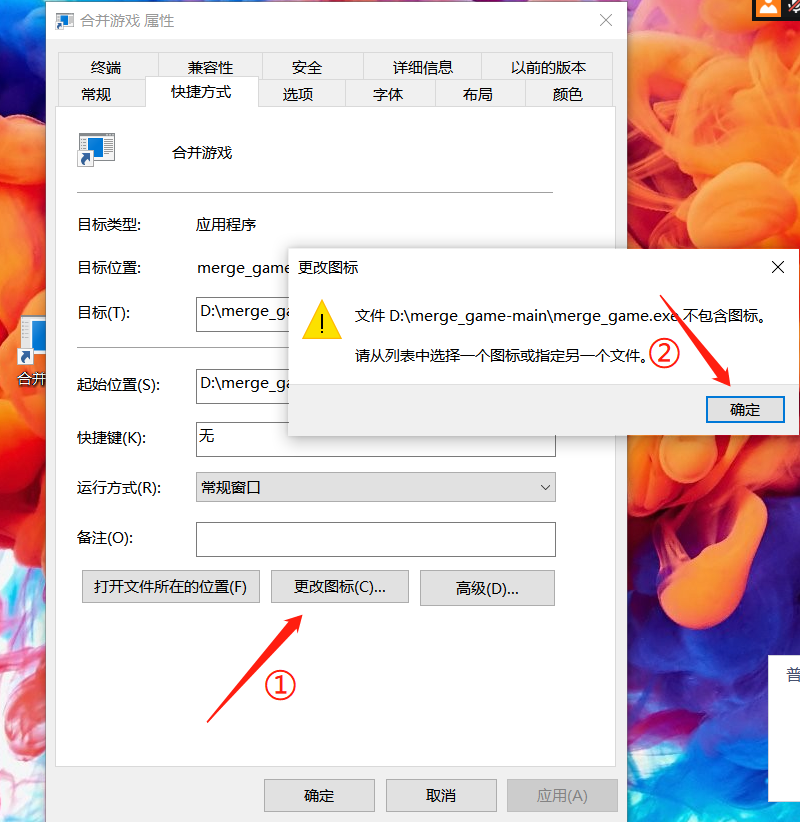 合并游戏 属性
终端 兼容性 安全 详细信息 以前的版本
常规 快捷方式 选项 字体 布局 颜色
合并游戏
目标类型: 应用程序
目标位置: merge_game
目标(T): D:\merge_ga
更改图标
文件 D:\merge_game-main\merge_game.exe 不包含图标。
请从列表中选择一个图标或指定另一个文件。
②
确定
合并
起始位置(S): D:\merge_ga
快捷键(K): 无
运行方式(R): 常规窗口
备注(O):
打开文件所在的位置(F) 更改图标(C)... 高级(D)...
①
普
确定 取消 应用(A)